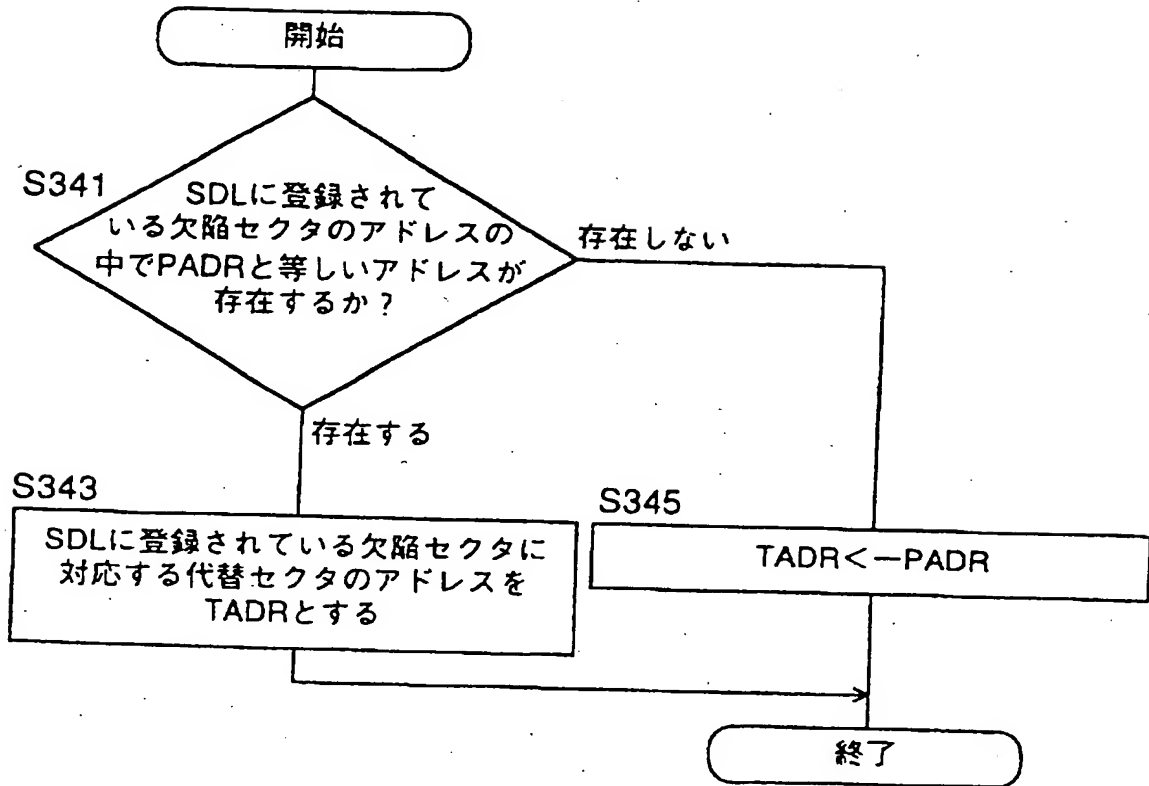 開始
S341
SDLに登録されて
いる欠陥セクタのアドレスの
中でPADRと等しいアドレスが
存在するか?
存在しない
存在する
S343
SDLに登録されている欠陥セクタに
対応する代替セクタのアドレスを
TADRとする
S345
TADR<ーPADR
終了